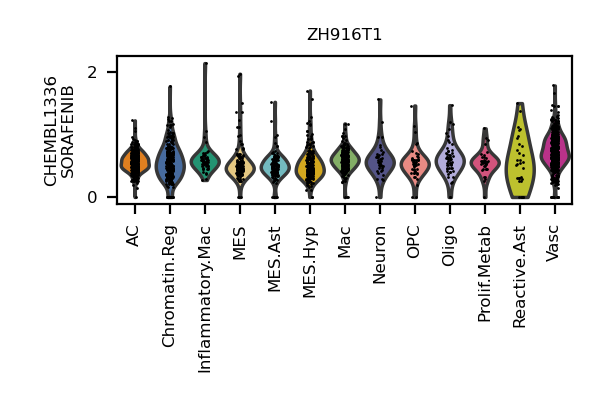 ZH916T1
CHEMBL1336
SORAFENIB
2
0
AC
Chromatin.Reg
Inflammatory.Mac
MES
MES.Ast
MES.Hyp
Mac
Neuron
OPC
Oligo
Prolif.Metab
Reactive.Ast
Vasc